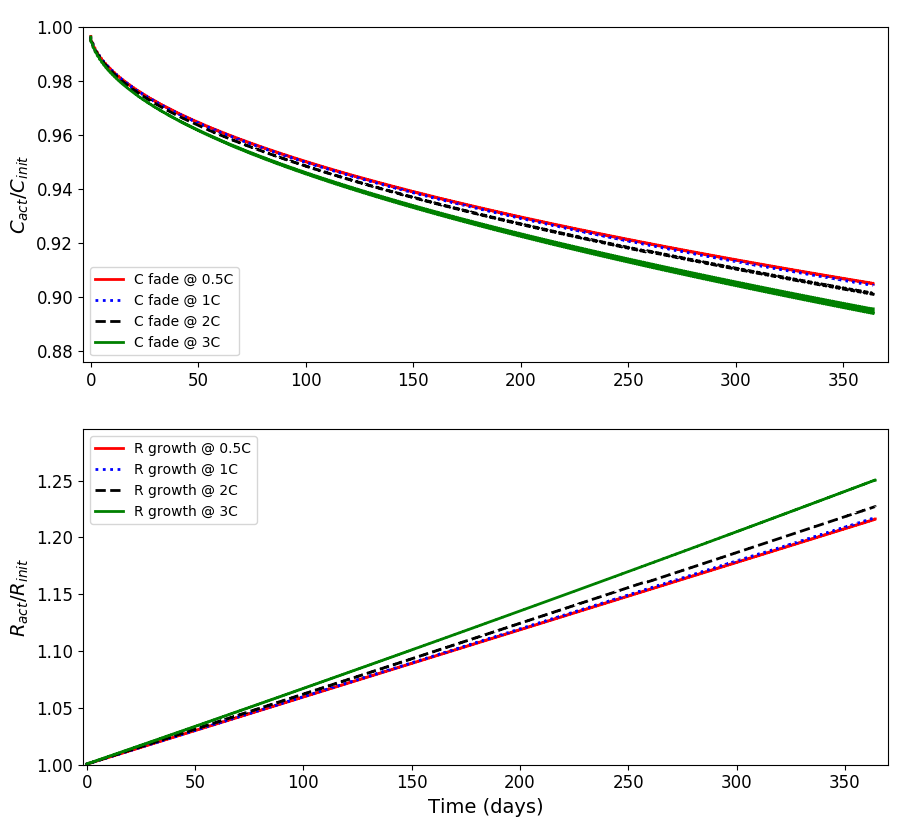 1.00
0.98
0.96
0.94
0.92
0.90
0.88
C_act/C_init
C fade @ 0.5C
C fade @ 1C
C fade @ 2C
C fade @ 3C
0 50 100 150 200 250 300 350
1.25
1.20
1.15
1.10
1.05
1.00
R_act/R_init
R growth @ 0.5C
R growth @ 1C
R growth @ 2C
R growth @ 3C
0 50 100 150 200 250 300 350
Time (days)